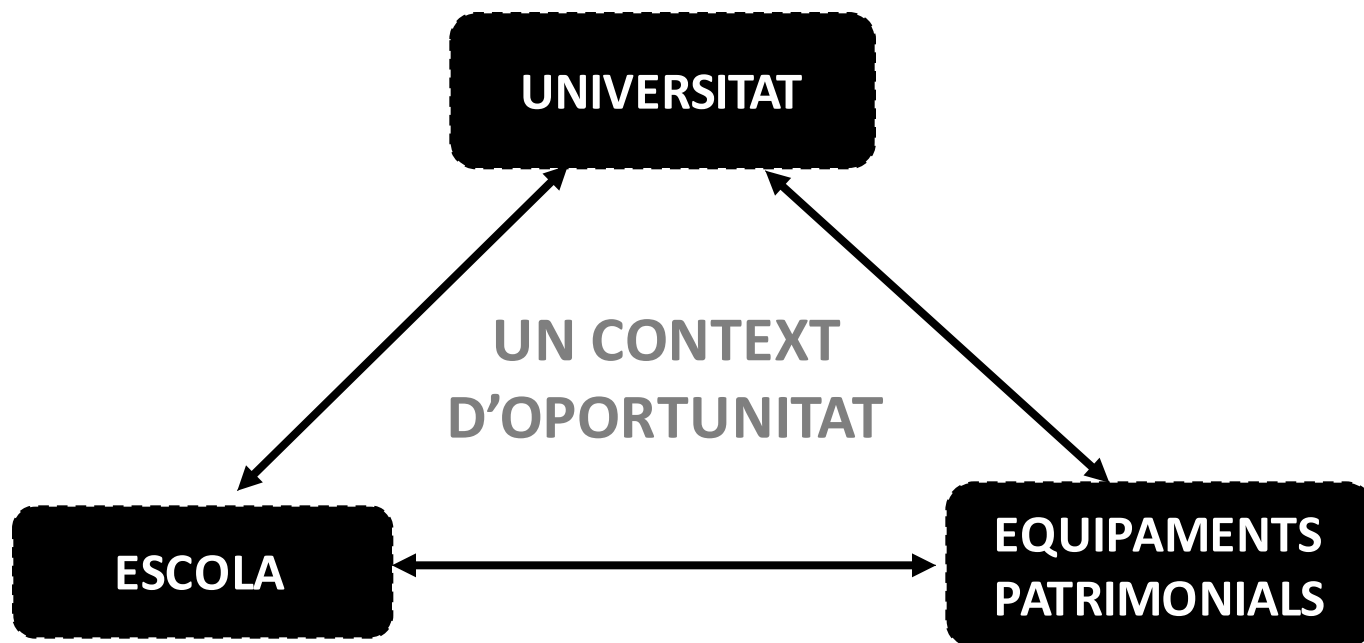 UNIVERSITAT
UN CONTEXT
D’OPORTUNITAT
ESCOLA
EQUIPAMENTS
PATRIMONIALS